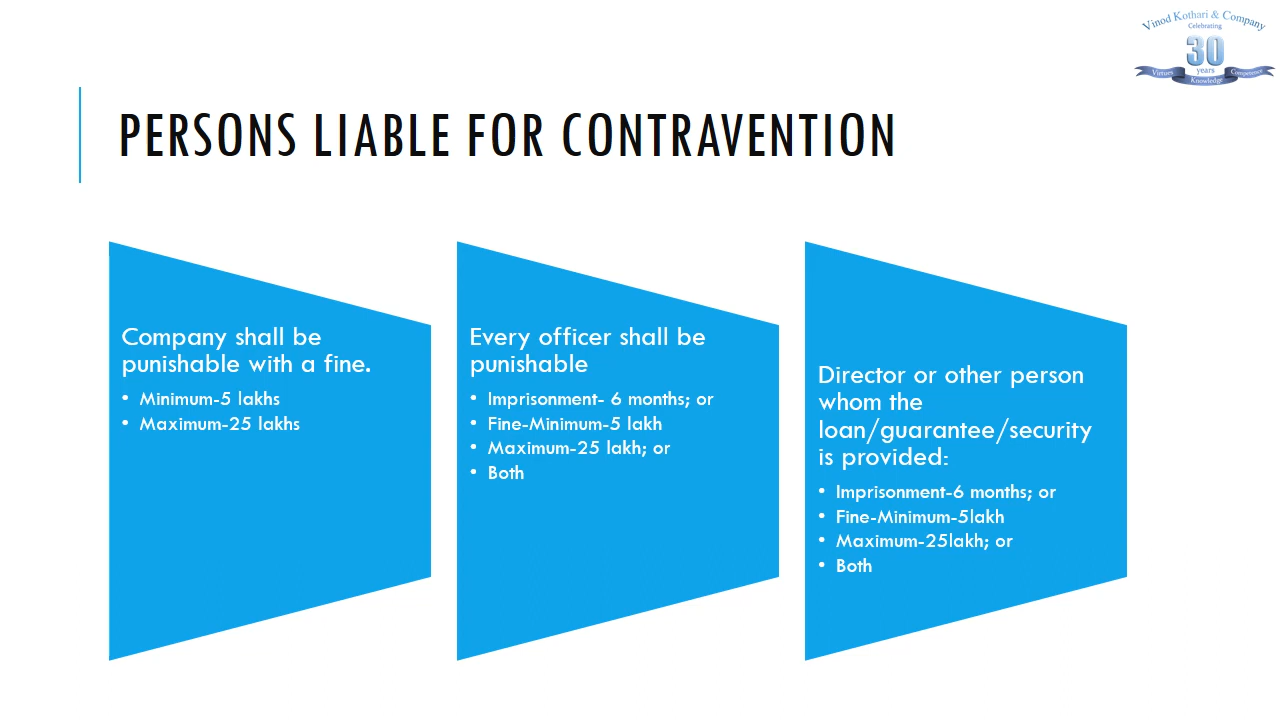 Vinod Kothari & Company
Celebrating
30
years
Virtues
Knowledge
Competence
PERSONS LIABLE FOR CONTRAVENTION
Company shall be
punishable with a fine.
• Minimum-5 lakhs
• Maximum-25 lakhs
Every officer shall be
punishable
• Imprisonment- 6 months; or
• Fine-Minimum-5 lakh
• Maximum-25 lakh; or
• Both
Director or other person
whom the
loan/guarantee/security
is provided:
• Imprisonment-6 months; or
• Fine-Minimum-5lakh
• Maximum-25lakh; or
• Both